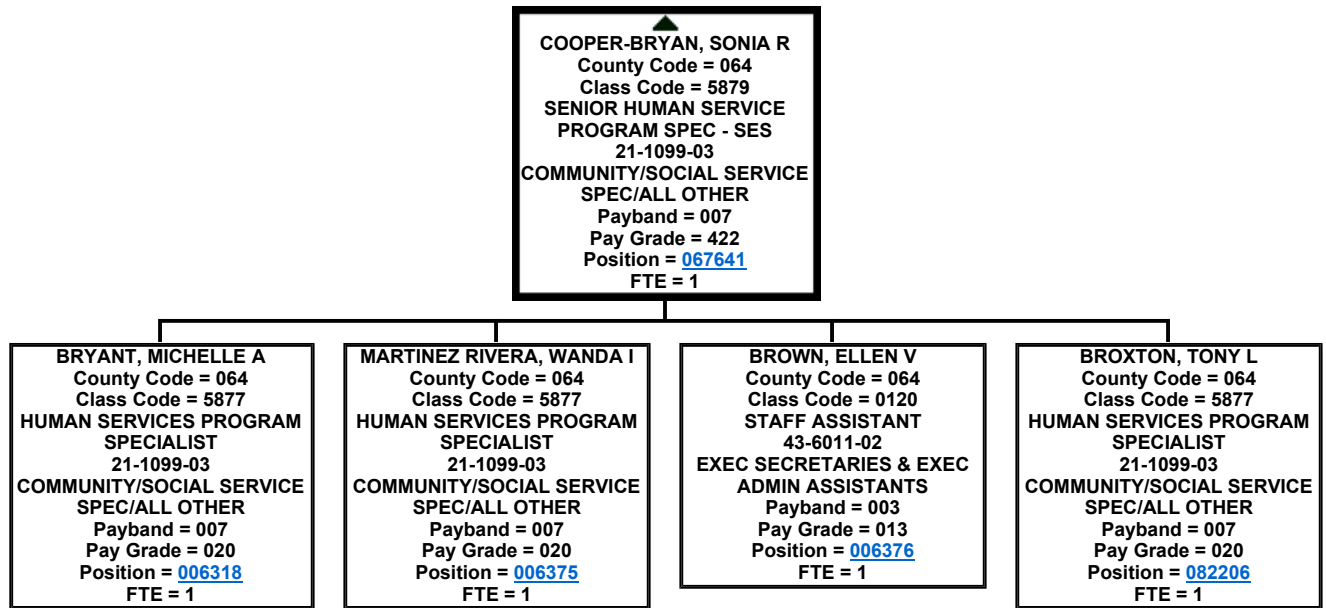 COOPER-BRYAN, SONIA R
County Code = 064
Class Code = 5879
SENIOR HUMAN SERVICE
PROGRAM SPEC - SES
21-1099-03
COMMUNITY/SOCIAL SERVICE
SPEC/ALL OTHER
Payband = 007
Pay Grade = 422
Position = 067641
FTE = 1
BRYANT, MICHELLE A
County Code = 064
Class Code = 5877
HUMAN SERVICES PROGRAM
SPECIALIST
21-1099-03
COMMUNITY/SOCIAL SERVICE
SPEC/ALL OTHER
Payband = 007
Pay Grade = 020
Position = 006318
FTE = 1
MARTINEZ RIVERA, WANDA I
County Code = 064
Class Code = 5877
HUMAN SERVICES PROGRAM
SPECIALIST
21-1099-03
COMMUNITY/SOCIAL SERVICE
SPEC/ALL OTHER
Payband = 007
Pay Grade = 020
Position = 006375
FTE = 1
BROWN, ELLEN V
County Code = 064
Class Code = 0120
STAFF ASSISTANT
43-6011-02
EXEC SECRETARIES & EXEC
ADMIN ASSISTANTS
Payband = 003
Pay Grade = 013
Position = 006376
FTE = 1
BROXTON, TONY L
County Code = 064
Class Code = 5877
HUMAN SERVICES PROGRAM
SPECIALIST
21-1099-03
COMMUNITY/SOCIAL SERVICE
SPEC/ALL OTHER
Payband = 007
Pay Grade = 020
Position = 082206
FTE = 1